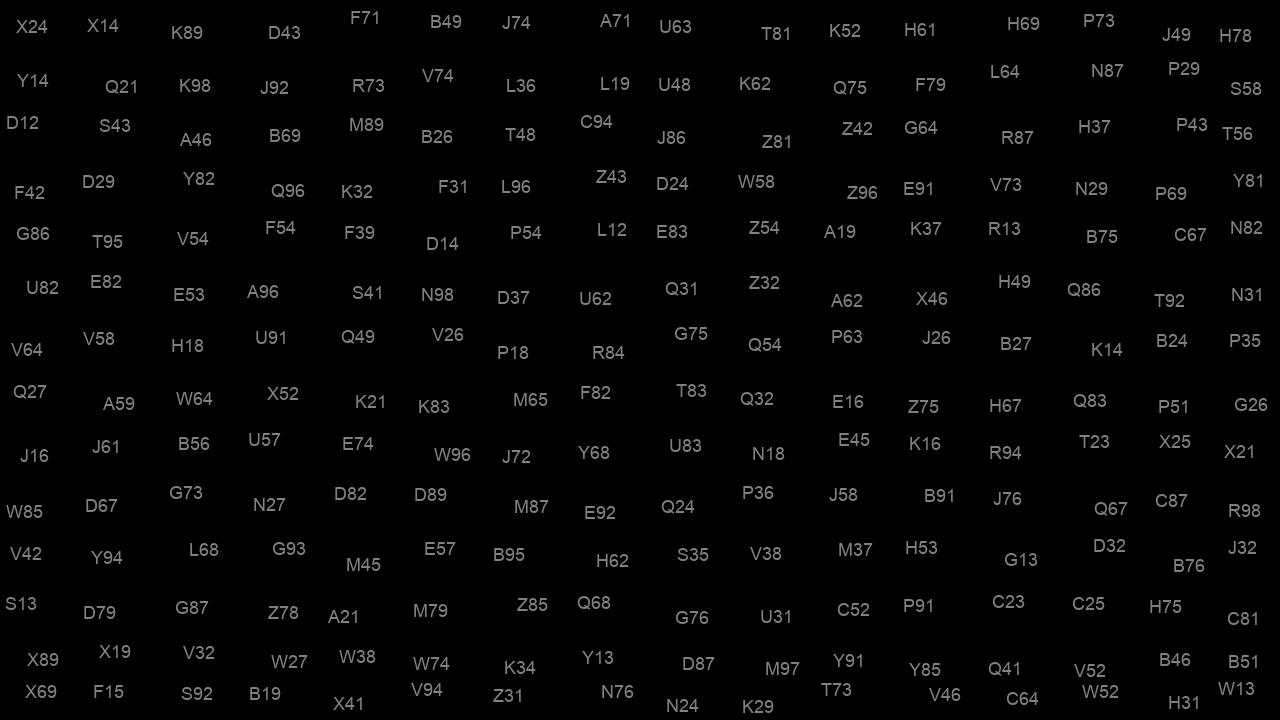 X24 X14 K89 D43 F71 B49 J74 A71 U63 T81 K52 H61 H69 P73 J49 H78
Y14 Q21 K98 J92 R73 V74 L36 L19 U48 K62 Q75 F79 L64 N87 P29 S58
D12 S43 A46 B69 M89 B26 T48 C94 J86 Z81 Z42 G64 R87 H37 P43 T56
F42 D29 Y82 Q96 K32 F31 L96 Z43 D24 W58 Z96 E91 V73 N29 P69 Y81
G86 T95 V54 F54 F39 D14 P54 L12 E83 Z54 A19 K37 R13 B75 C67 N82
U82 E82 E53 A96 S41 N98 D37 U62 Q31 Z32 A62 X46 H49 Q86 T92 N31
V64 V58 H18 U91 Q49 V26 P18 R84 G75 Q54 P63 J26 B27 K14 B24 P35
Q27 A59 W64 X52 K21 K83 M65 F82 T83 Q32 E16 Z75 H67 Q83 P51 G26
J16 J61 B56 U57 E74 W96 J72 Y68 U83 N18 E45 K16 R94 T23 X25 X21
W85 D67 G73 N27 D82 D89 M87 E92 Q24 P36 J58 B91 J76 Q67 C87 R98
V42 Y94 L68 G93 M45 E57 B95 H62 S35 V38 M37 H53 G13 D32 B76 J32
S13 D79 G87 Z78 A21 M79 Z85 Q68 G76 U31 C52 P91 C23 C25 H75 C81
X89 X19 V32 W27 W38 W74 K34 Y13 D87 M97 Y91 Y85 Q41 V52 B46 B51
X69 F15 S92 B19 X41 V94 Z31 N76 N24 K29 T73 V46 C64 W52 H31 W13